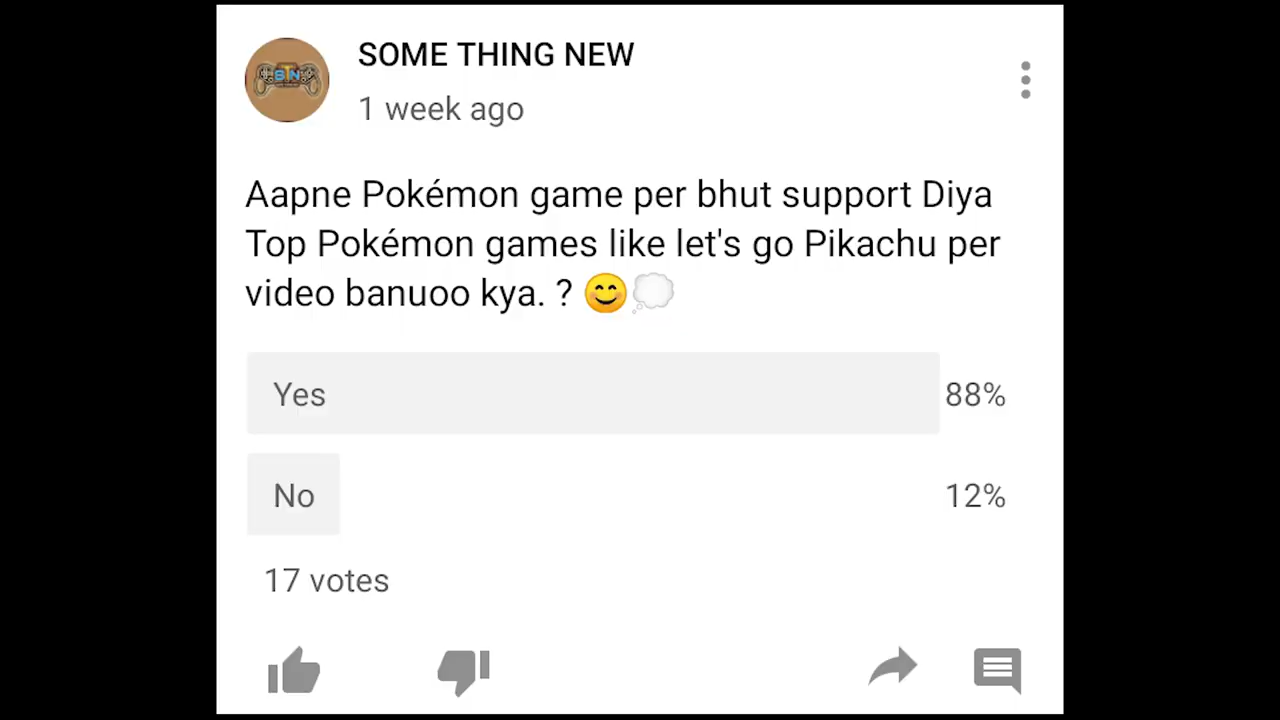 BTN
SOME THING NEW
1 week ago
Aapne Pokémon game per bhut support Diya
Top Pokémon games like let's go Pikachu per
video banuoo kya. ? 😊💭
Yes
88%
No
12%
17 votes